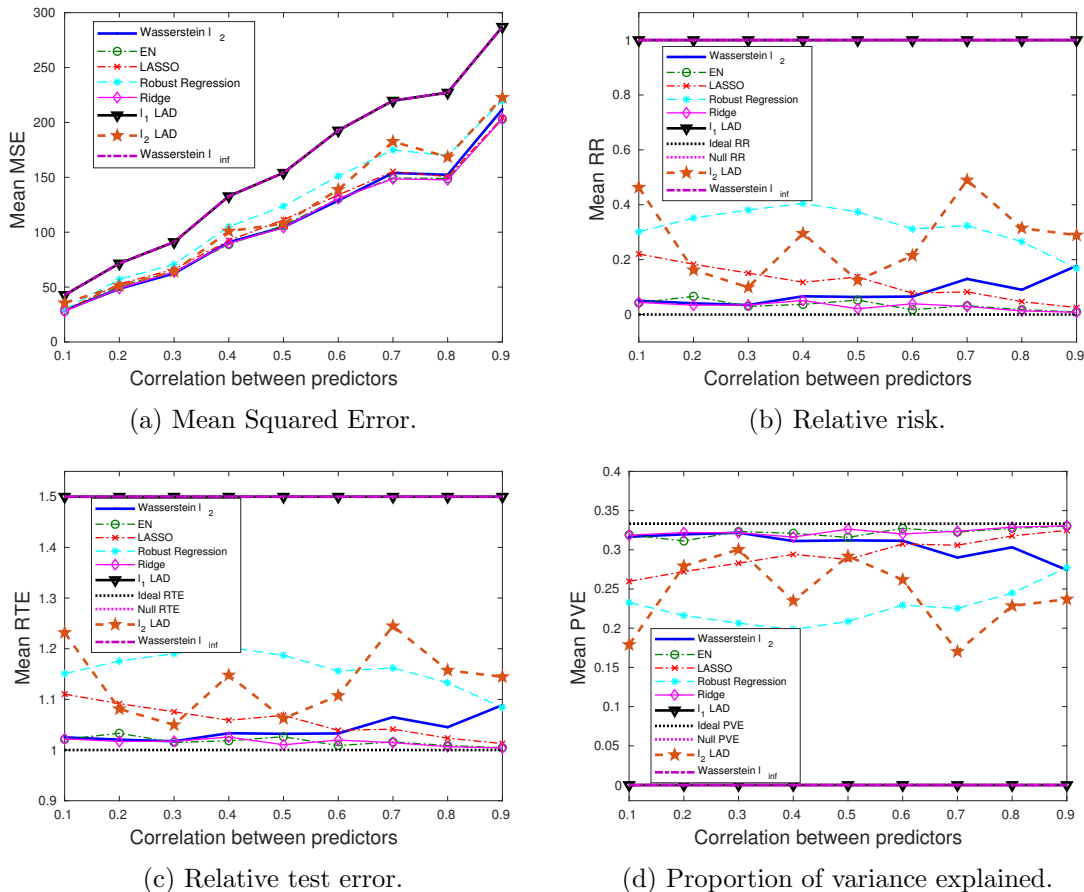 300
250
200
150
100
50
0
Mean MSE
Wasserstein l 2
EN
LASSO
Robust Regression
Ridge
l1 LAD
l2 LAD
Wasserstein l inf
0.1 0.2 0.3 0.4 0.5 0.6 0.7 0.8 0.9
Correlation between predictors
(a) Mean Squared Error.
1
0.8
0.6
0.4
0.2
0
Mean RR
Wasserstein l 2
EN
LASSO
Robust Regression
Ridge
l1 LAD
Ideal RR
Null RR
l2 LAD
Wasserstein l inf
0.1 0.2 0.3 0.4 0.5 0.6 0.7 0.8 0.9
Correlation between predictors
(b) Relative risk.
1.5
1.4
1.3
1.2
1.1
1
0.9
Mean RTE
Wasserstein l 2
EN
LASSO
Robust Regression
Ridge
l1 LAD
Ideal RTE
Null RTE
l2 LAD
Wasserstein l inf
0.1 0.2 0.3 0.4 0.5 0.6 0.7 0.8 0.9
Correlation between predictors
(c) Relative test error.
0.4
0.35
0.3
0.25
0.2
0.15
0.1
0.05
0
Mean PVE
Wasserstein l 2
EN
LASSO
Robust Regression
Ridge
l1 LAD
Ideal PVE
Null PVE
l2 LAD
Wasserstein l inf
0.1 0.2 0.3 0.4 0.5 0.6 0.7 0.8 0.9
Correlation between predictors
(d) Proportion of variance explained.